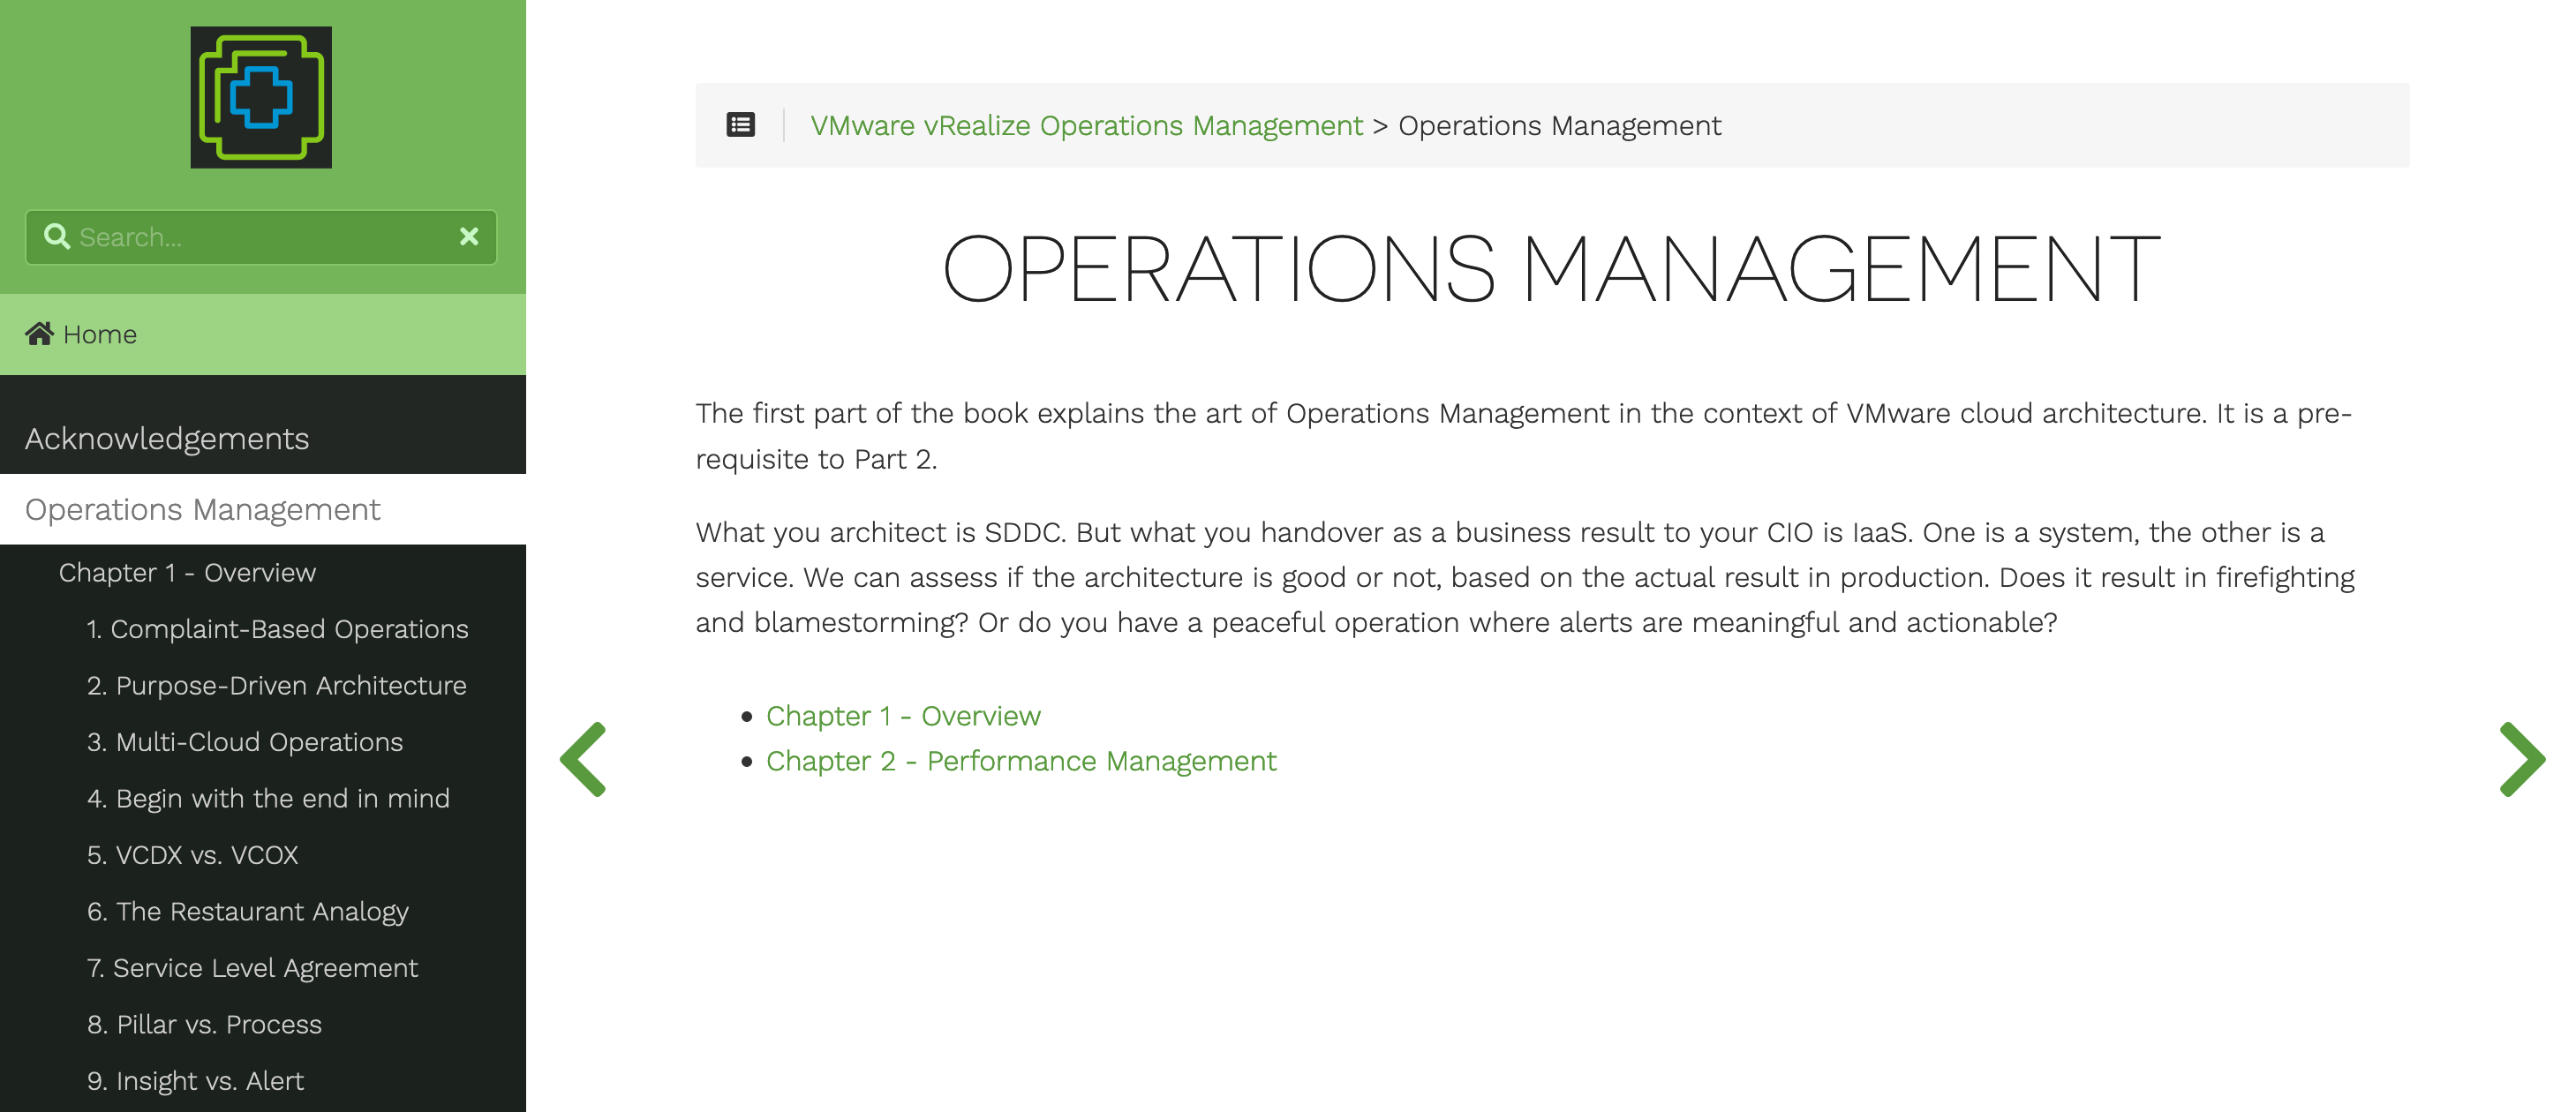 Search...
Home
Acknowledgements
Operations Management
Chapter 1 - Overview
1. Complaint-Based Operations
2. Purpose-Driven Architecture
3. Multi-Cloud Operations
4. Begin with the end in mind
5. VCDX vs. VCOX
6. The Restaurant Analogy
7. Service Level Agreement
8. Pillar vs. Process
9. Insight vs. Alert
VMware vRealize Operations Management > Operations Management
OPERATIONS MANAGEMENT
The first part of the book explains the art of Operations Management in the context of VMware cloud architecture. It is a pre-
requisite to Part 2.
What you architect is SDDC. But what you handover as a business result to your CIO is IaaS. One is a system, the other is a
service. We can assess if the architecture is good or not, based on the actual result in production. Does it result in firefighting
and blamestorming? Or do you have a peaceful operation where alerts are meaningful and actionable?
Chapter 1 - Overview
Chapter 2 - Performance Management